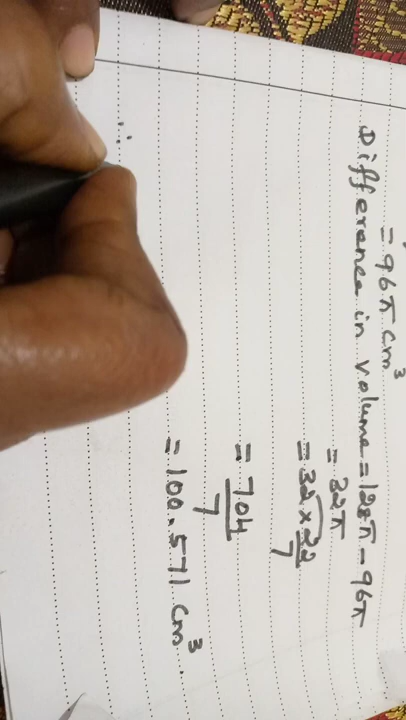 = 96π cm³
Difference in volume = 128π - 96π
= 32π
= 32 × 22/7
= 704/7
= 100.571 cm³.
∴